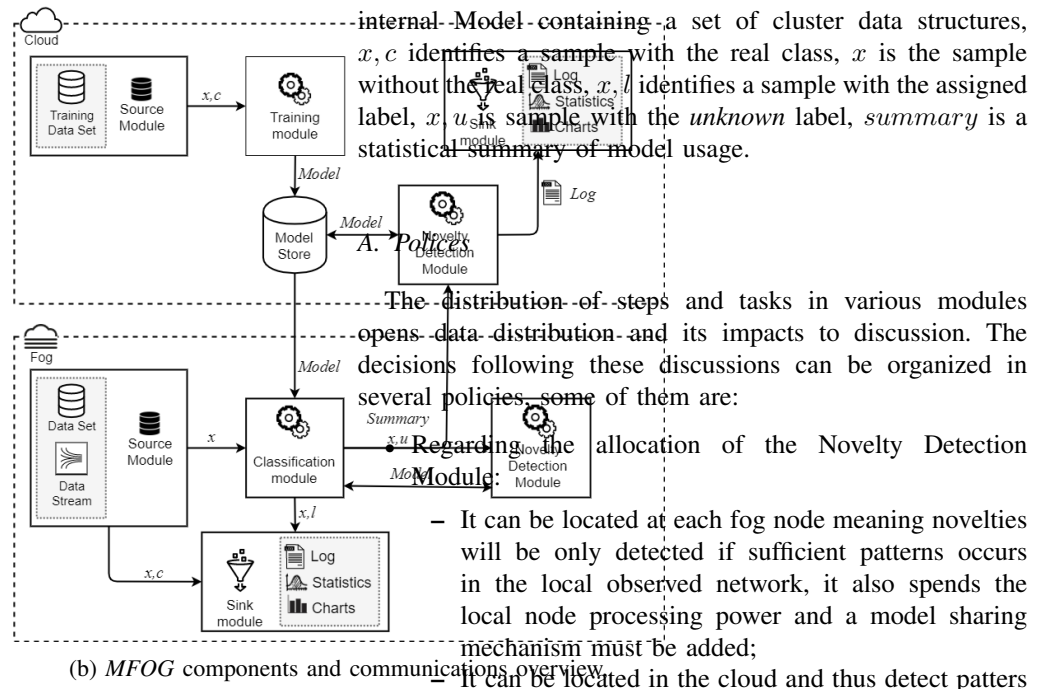 Cloud
Training
Data Set
Source
Module
x,c
Training
module
Sink
module
Log
Statistics
Charts
Model
Model
Store
Model
Novelty
Detection
Module
Log
Fog
Model
Data Set
Data
Stream
Source
Module
x
Classification
module
Summary
x,u
Model
Novelty
Detection
Module
x,l
x,c
Sink
module
Log
Statistics
Charts
(b) MFOG components and communications overview.
internal Model containing a set of cluster data structures,
x, c identifies a sample with the real class, x is the sample
without the real class, x, l identifies a sample with the assigned
label, x, u is sample with the unknown label, summary is a
statistical summary of model usage.
A. Polices
The distribution of steps and tasks in various modules
opens data distribution and its impacts to discussion. The
decisions following these discussions can be organized in
several policies, some of them are:
Regarding the allocation of the Novelty Detection
Module:
– It can be located at each fog node meaning novelties
will be only detected if sufficient patterns occurs
in the local observed network, it also spends the
local node processing power and a model sharing
mechanism must be added;
– It can be located in the cloud and thus detect patters